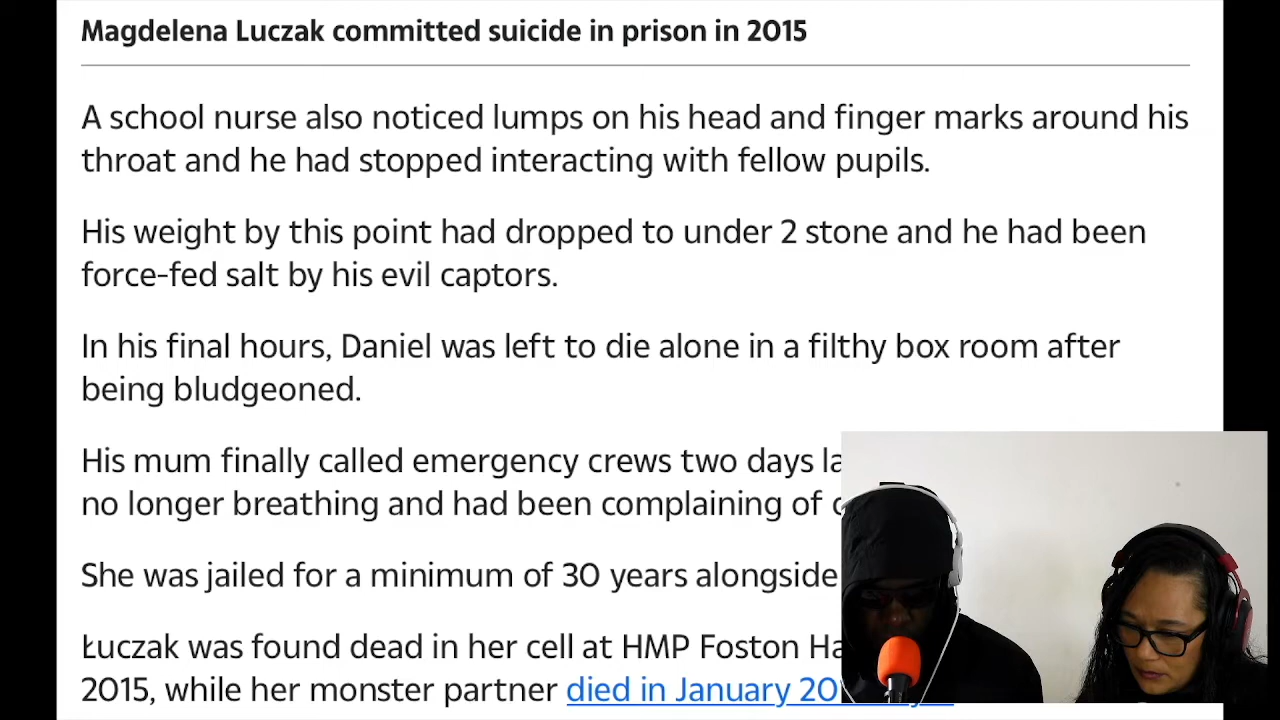 Magdelena Luczak committed suicide in prison in 2015
A school nurse also noticed lumps on his head and finger marks around his
throat and he had stopped interacting with fellow pupils.
His weight by this point had dropped to under 2 stone and he had been
force-fed salt by his evil captors.
In his final hours, Daniel was left to die alone in a filthy box room after
being bludgeoned.
His mum finally called emergency crews two days
no longer breathing and had been complaining of
She was jailed for a minimum of 30 years alongside
Łuczak was found dead in her cell at HMP Foston
2015, while her monster partner died in January